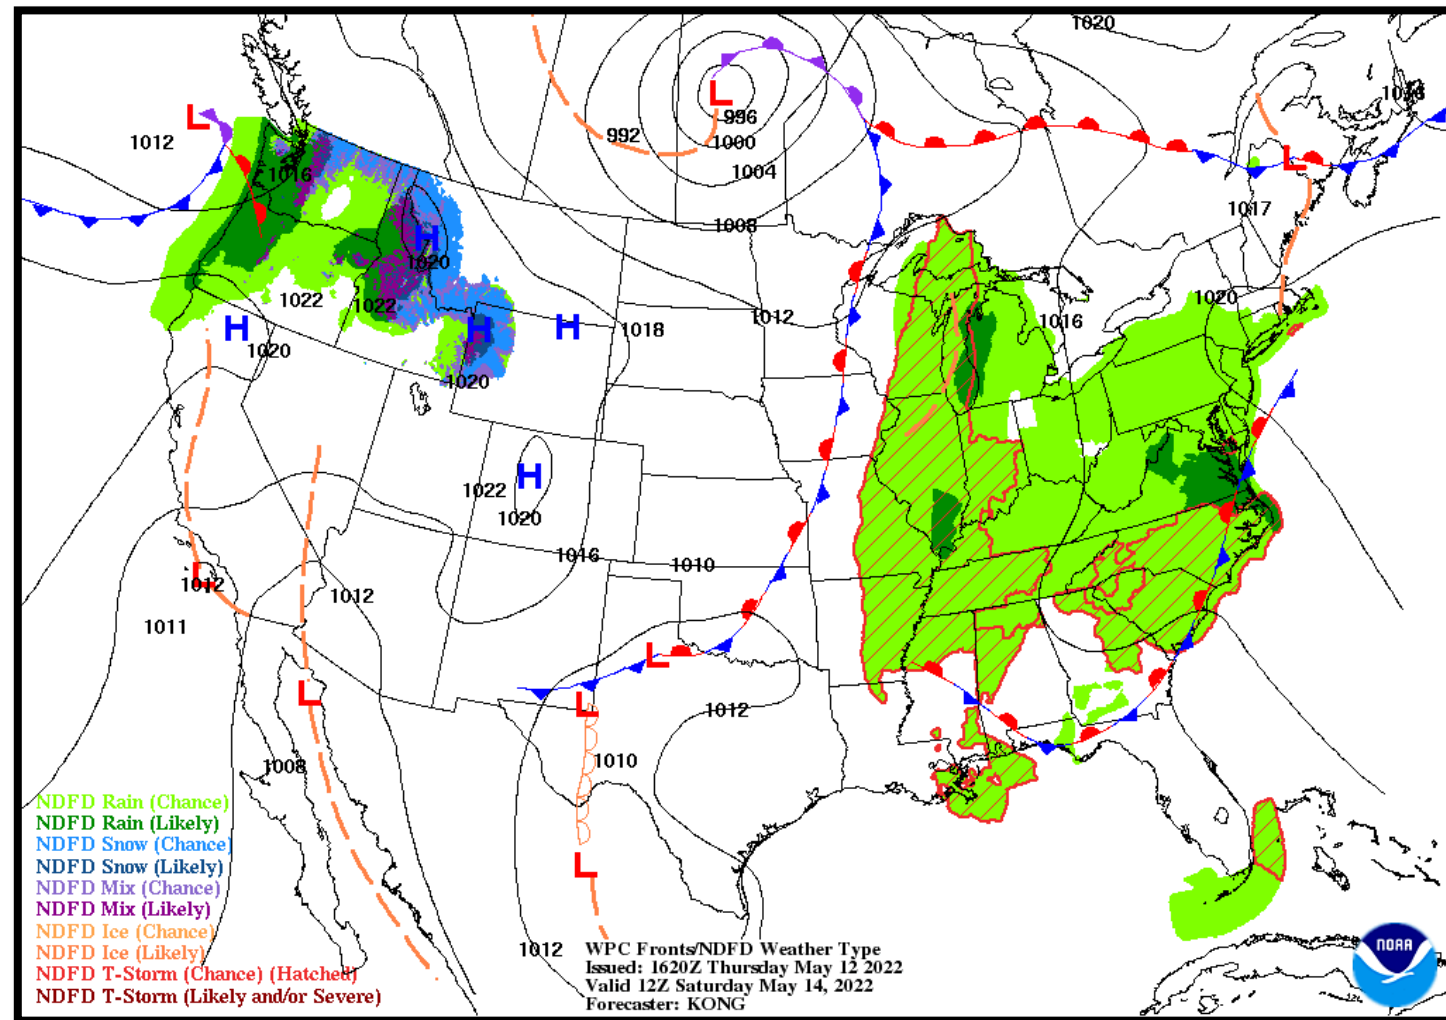 1020
1016
996
992
1000
1012
1004
1016
1017
1008
1020
1022
1022
1020
1012
1018
1016
1020
1020
1022
1020
1016
1010
1012
1012
1011
1012
1010
1008
NDFD Rain (Chance)
NDFD Rain (Likely)
NDFD Snow (Chance)
NDFD Snow (Likely)
NDFD Mix (Chance)
NDFD Mix (Likely)
NDFD Ice (Chance)
NDFD Ice (Likely)
NDFD T-Storm (Chance) (Hatched)
NDFD T-Storm (Likely and/or Severe)
1012
WPC Fronts/NDFD Weather Type
Issued: 1620Z Thursday May 12 2022
Valid 12Z Saturday May 14, 2022
Forecaster: KONG
NOAA
L
L
L
H
H
H
H
H
L
L
L
L
L